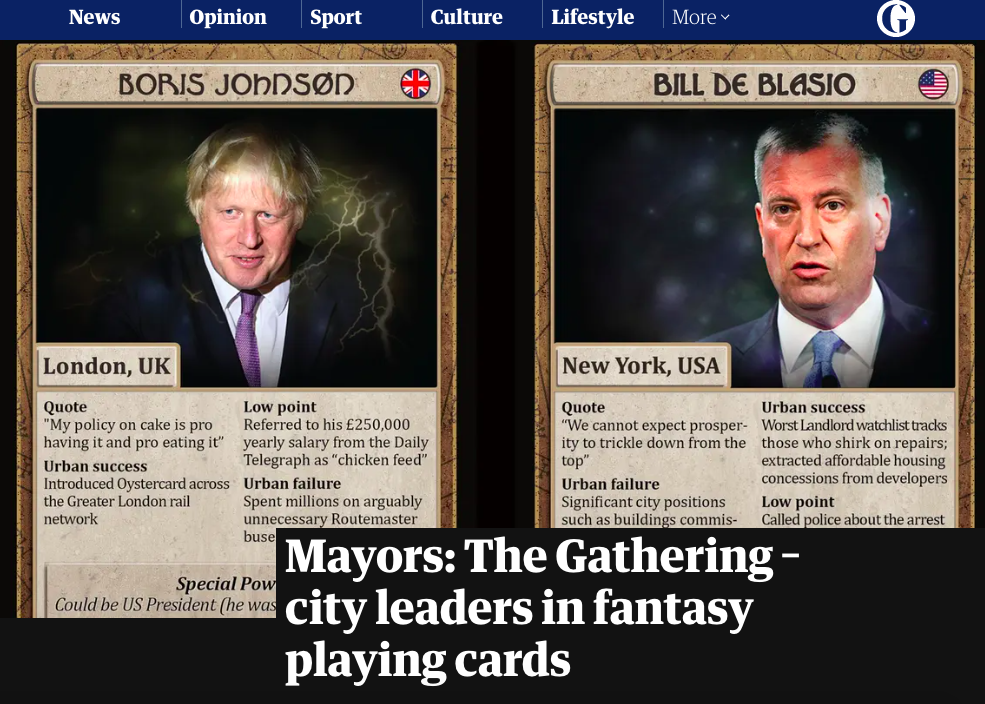 News
Opinion
Sport
Culture
Lifestyle
More
G
BORIS JOHNSØN
London, UK
Quote
"My policy on cake is pro
having it and pro eating it”
Urban success
Introduced Oystercard across
the Greater London rail
network
Low point
Referred to his £250,000
yearly salary from the Daily
Telegraph as “chicken feed”
Urban failure
Spent millions on arguably
unnecessary Routemaster
buse
Special Pow
Could be US President (he was
BILL DE BLASIO
New York, USA
Quote
“We cannot expect prosper-
ity to trickle down from the
top”
Urban failure
Significant city positions
such as buildings commis-
Urban success
Worst Landlord watchlist tracks
those who shirk on repairs;
extracted affordable housing
concessions from developers
Low point
Called police about the arrest
Mayors: The Gathering –
city leaders in fantasy
playing cards